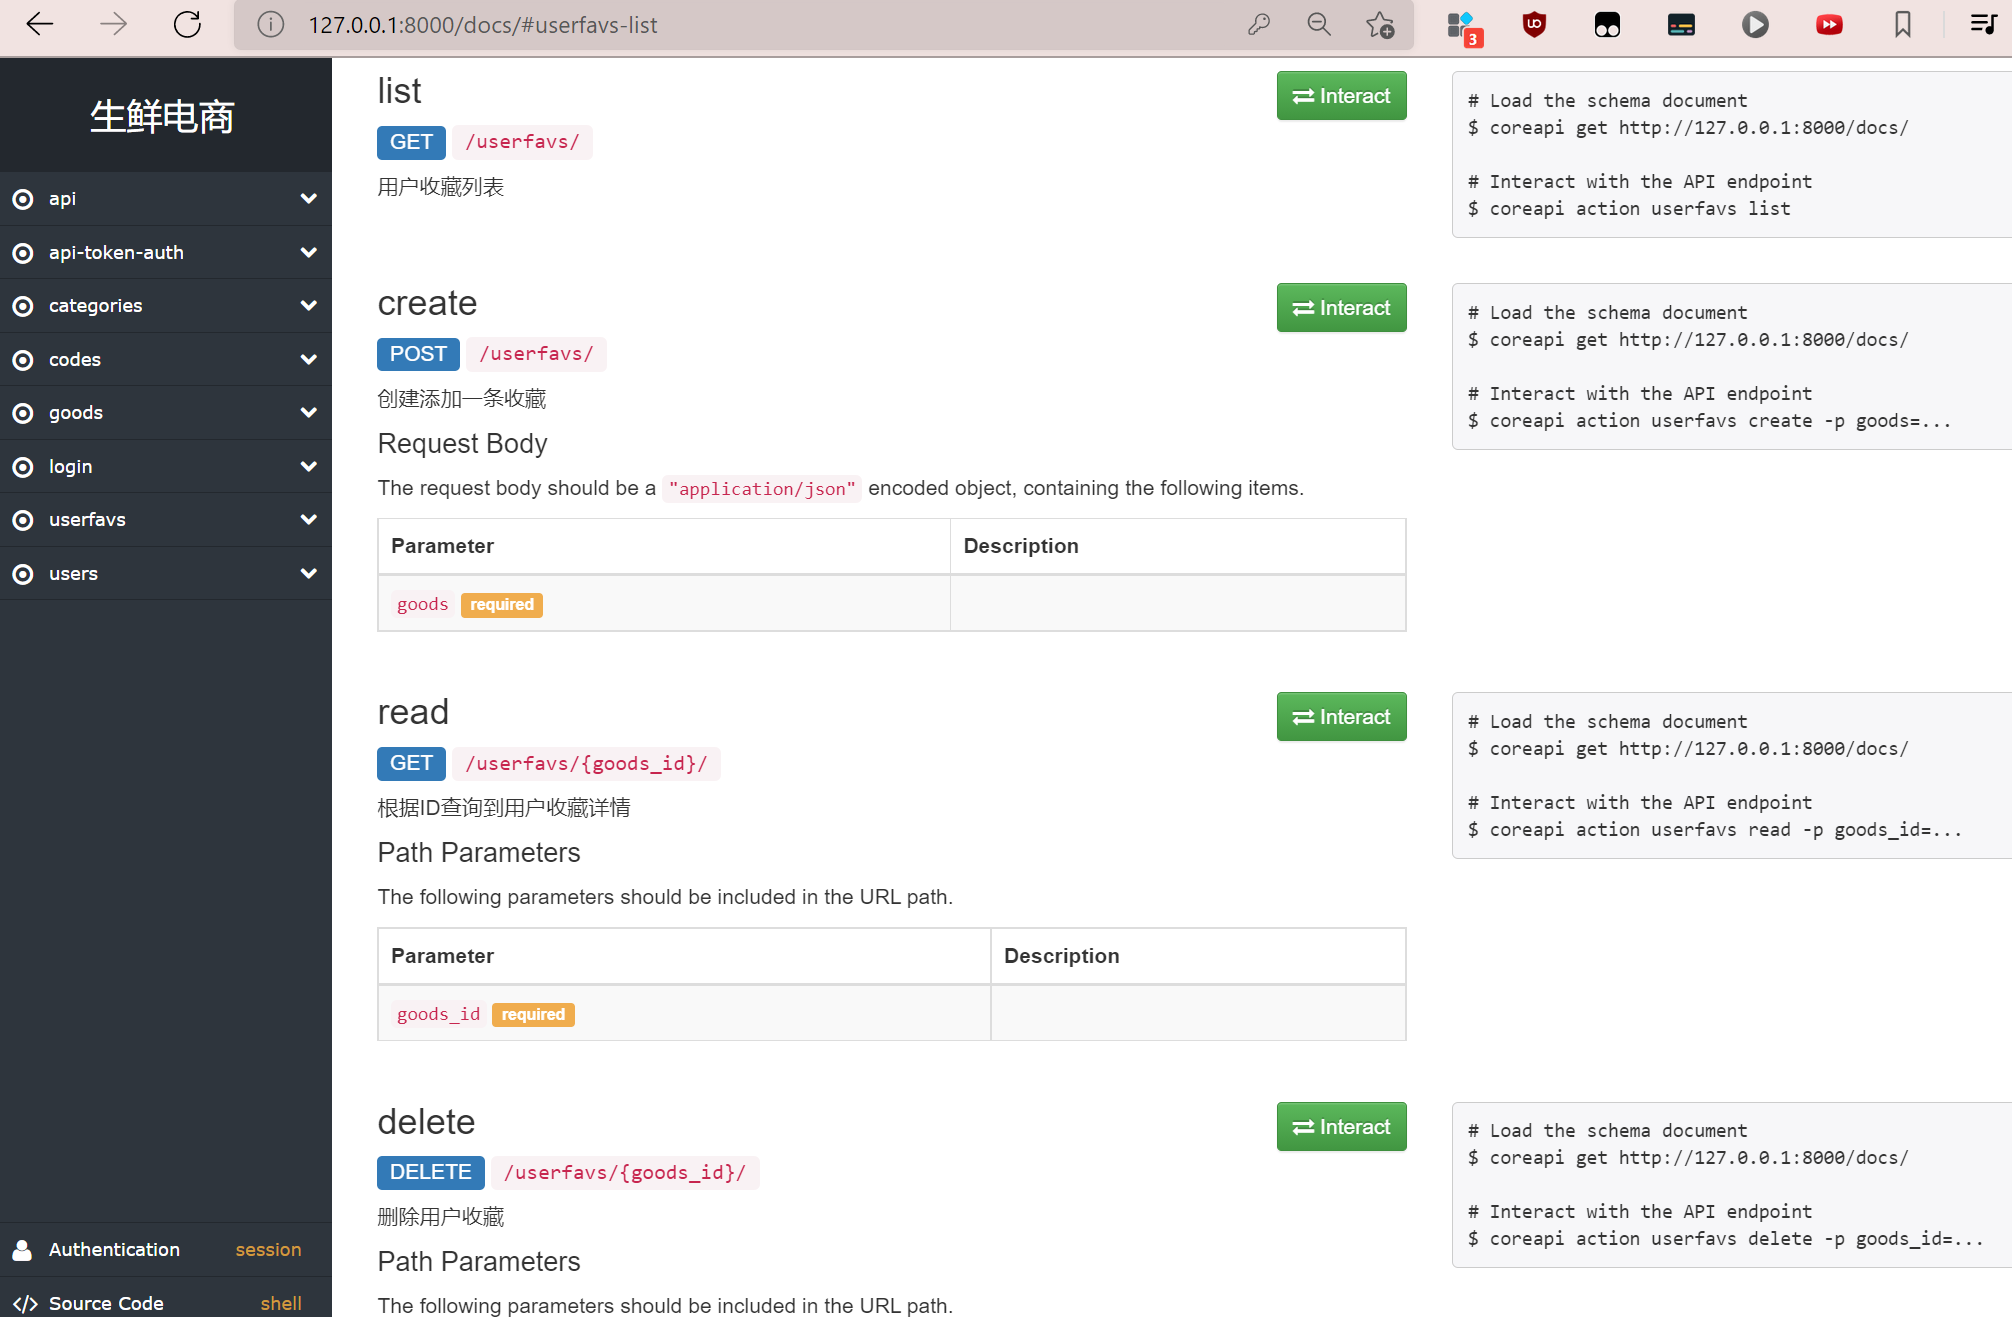 127.0.0.1:8000/docs/#userfavs-list
3
生鲜电商
api
api-token-auth
categories
codes
goods
login
userfavs
users
Authentication session
Source Code shell
list
Interact
GET /userfavs/
用户收藏列表
# Load the schema document
$ coreapi get http://127.0.0.1:8000/docs/
# Interact with the API endpoint
$ coreapi action userfavs list
create
Interact
POST /userfavs/
创建添加一条收藏
Request Body
The request body should be a "application/json" encoded object, containing the following items.
Parameter Description
goods required
# Load the schema document
$ coreapi get http://127.0.0.1:8000/docs/
# Interact with the API endpoint
$ coreapi action userfavs create -p goods=...
read
Interact
GET /userfavs/{goods_id}/
根据ID查询到用户收藏详情
Path Parameters
The following parameters should be included in the URL path.
Parameter Description
goods_id required
# Load the schema document
$ coreapi get http://127.0.0.1:8000/docs/
# Interact with the API endpoint
$ coreapi action userfavs read -p goods_id=...
delete
Interact
DELETE /userfavs/{goods_id}/
删除用户收藏
Path Parameters
The following parameters should be included in the URL path.
# Load the schema document
$ coreapi get http://127.0.0.1:8000/docs/
# Interact with the API endpoint
$ coreapi action userfavs delete -p goods_id=...